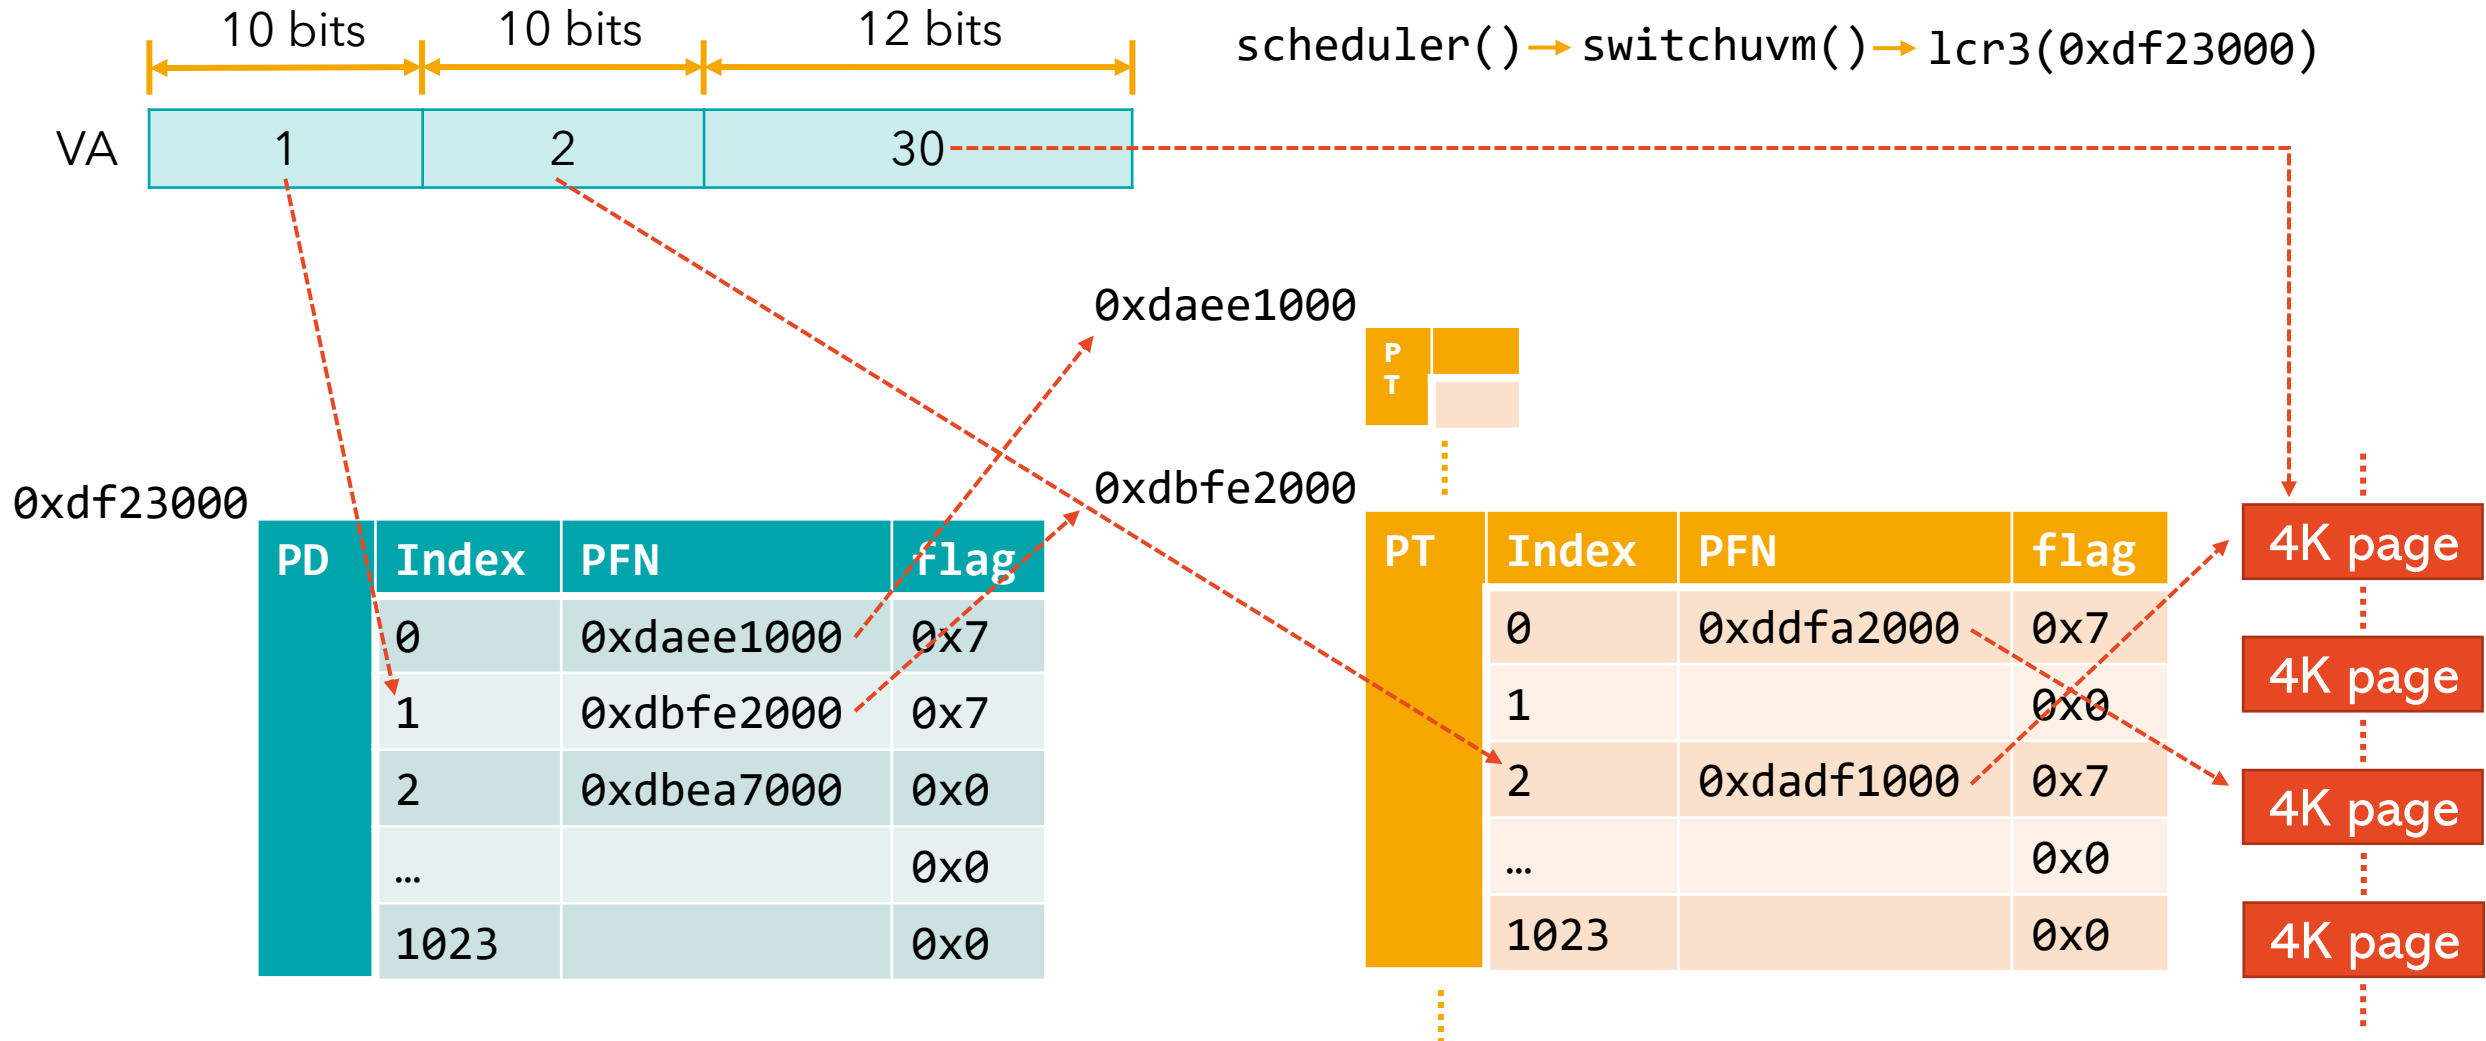 10 bits 10 bits 12 bits
scheduler() switchuvm() lcr3(0xdf23000)
VA 1 2 30
0xdaee1000
P
T
0xdbfe2000
0xdf23000
PD Index PFN flag
0 0xdaee1000 0x7
1 0xdbfe2000 0x7
2 0xdbea7000 0x0
… 0x0
1023 0x0
PT Index PFN flag
0 0xddfa2000 0x7
1 0x0
2 0xdadf1000 0x7
… 0x0
1023 0x0
4K page
4K page
4K page
4K page